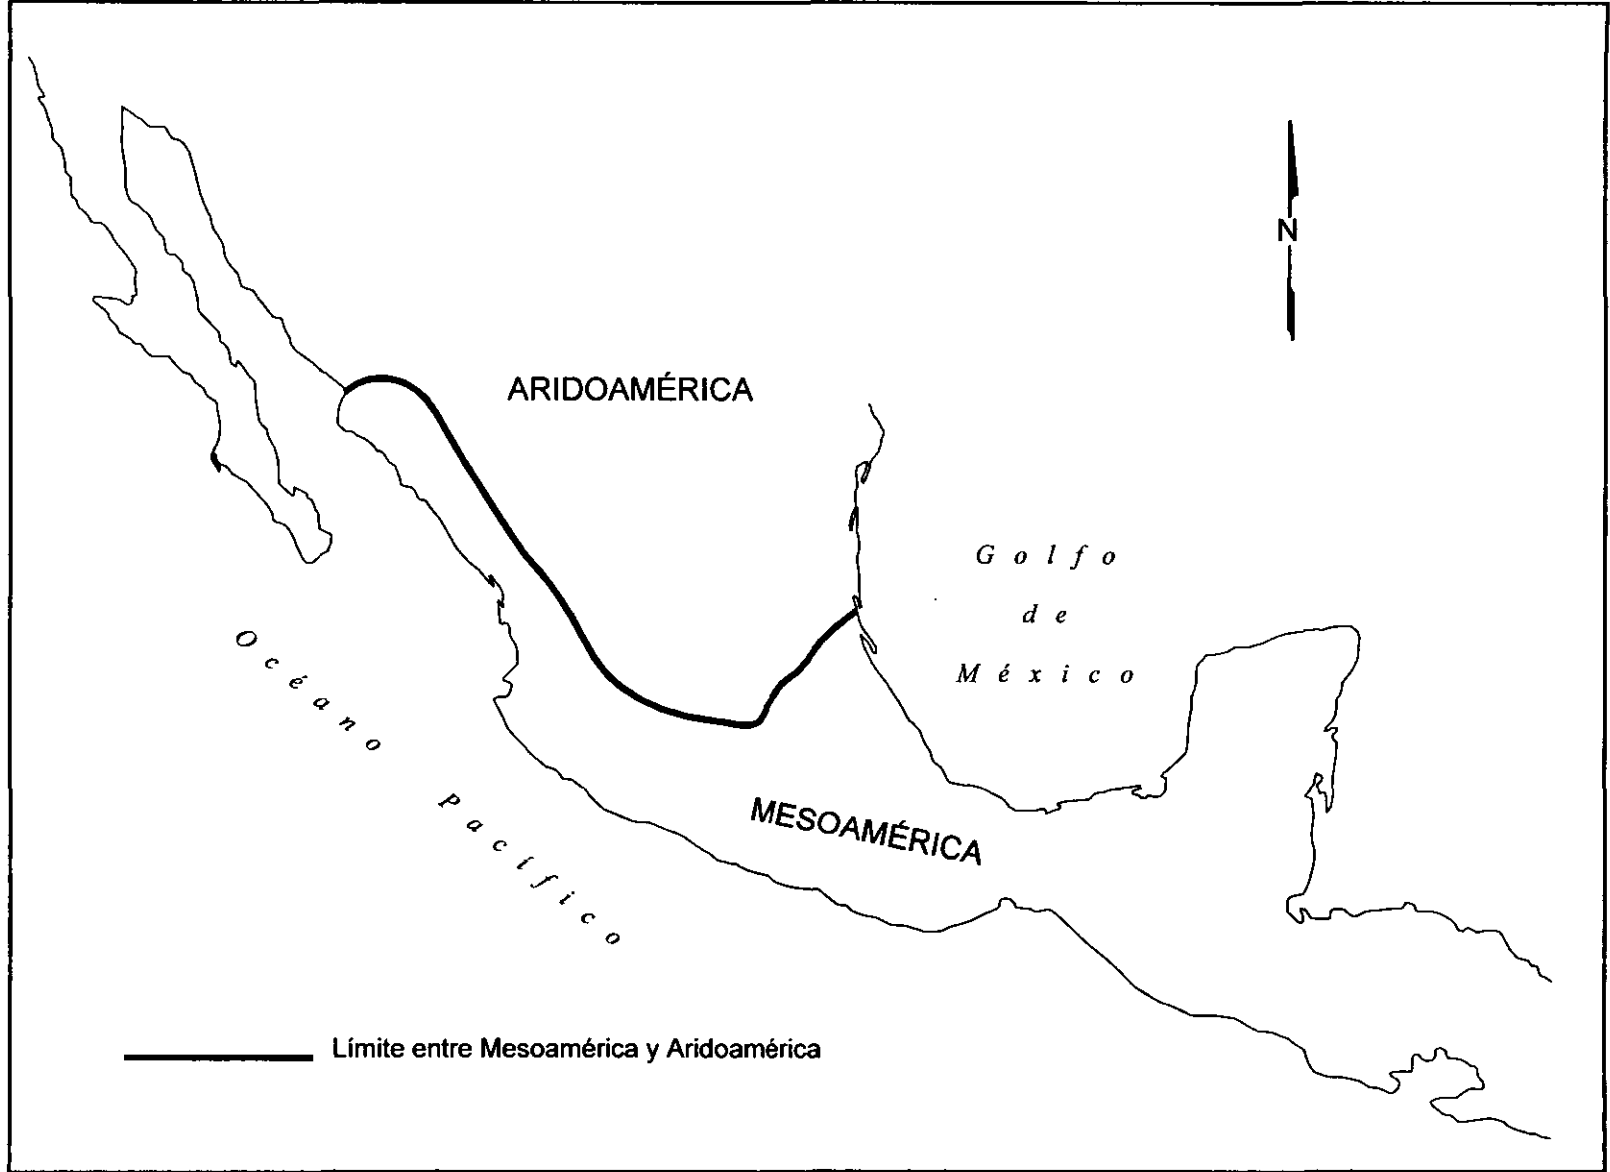 N
ARIDOAMÉRICA
Golfo
de
México
Océano Pacífico
MESOAMÉRICA
Límite entre Mesoamérica y Aridoamérica